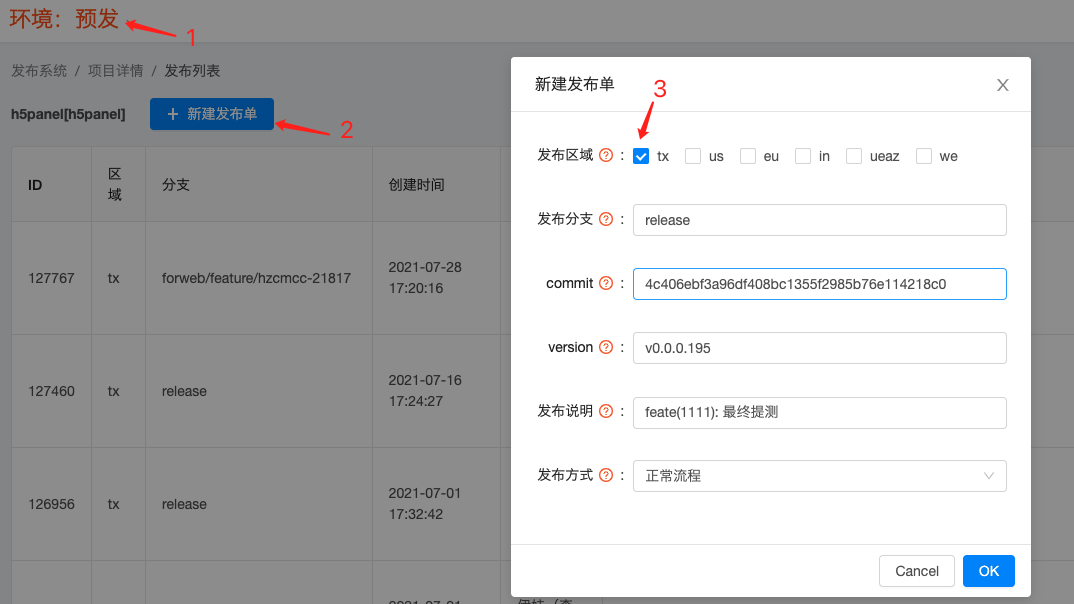 环境：预发
1
发布系统 / 项目详情 / 发布列表
h5panel[h5panel]
+ 新建发布单
2
ID 区域 分支 创建时间
127767 tx forweb/feature/hzcmcc-21817 2021-07-28 17:20:16
127460 tx release 2021-07-16 17:24:27
126956 tx release 2021-07-01 17:32:42
新建发布单
X
3
发布区域 ? : tx us eu in ueaz we
发布分支 ? : release
commit ? : 4c406ebf3a96df408bc1355f2985b76e114218c0
version ? : v0.0.0.195
发布说明 ? : feate(1111): 最终提测
发布方式 ? : 正常流程
Cancel OK